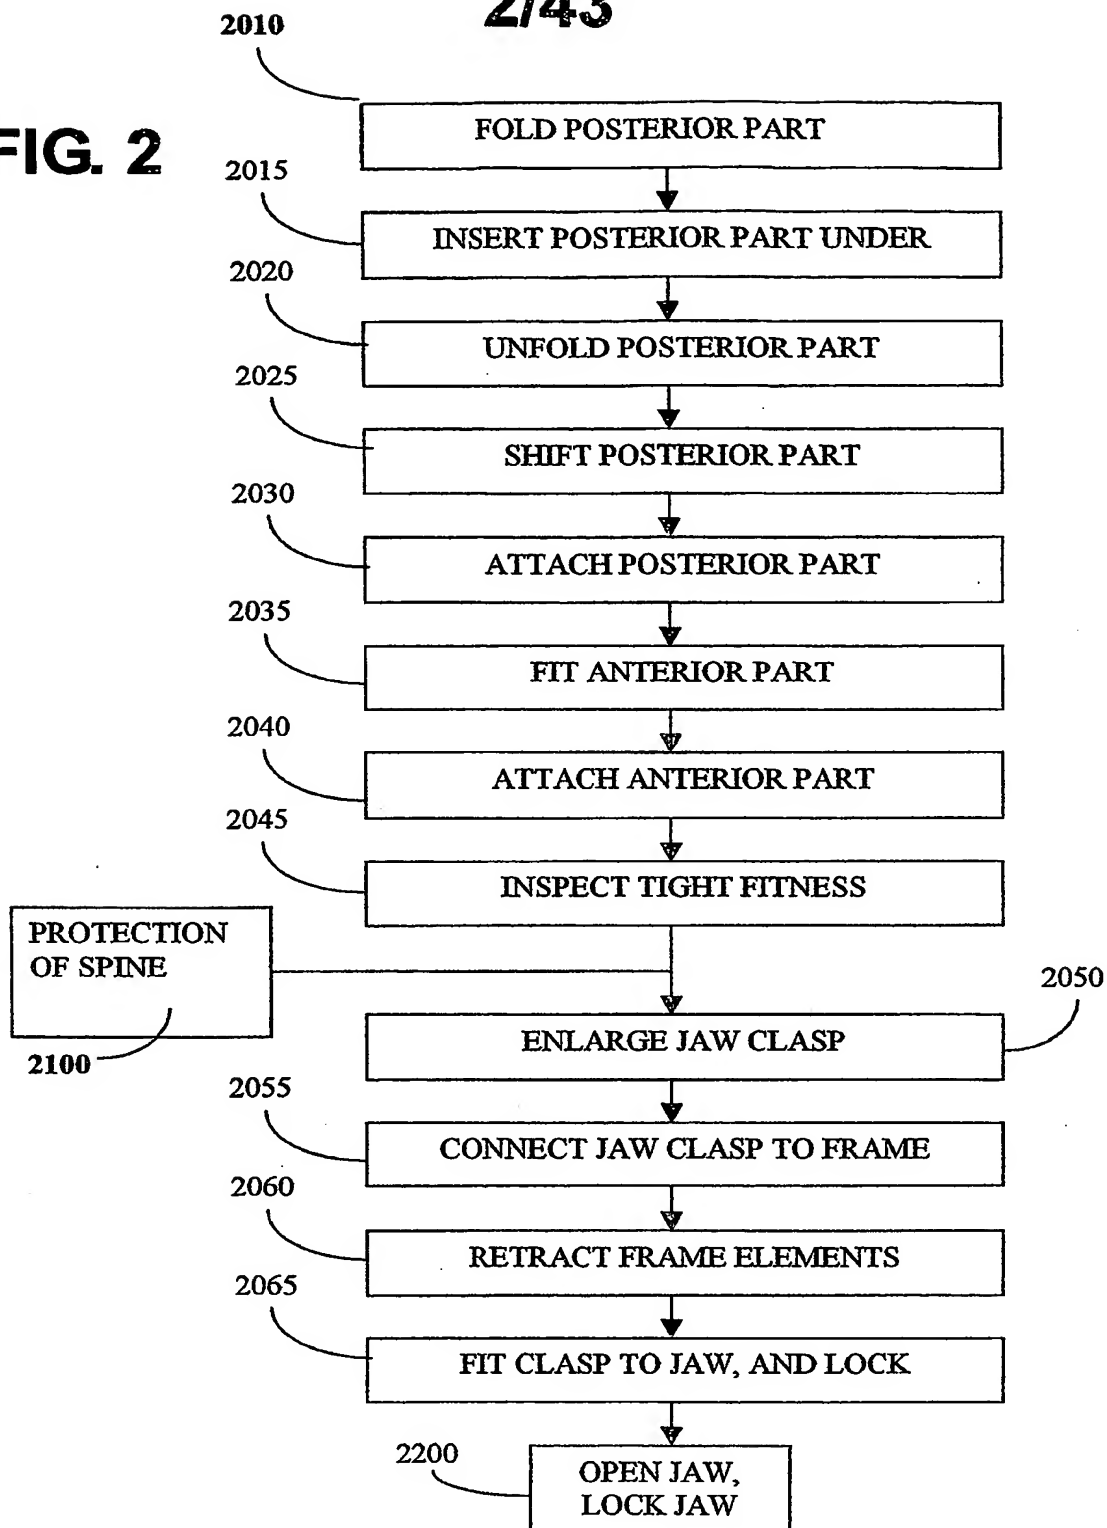 2/43
2010
FIG. 2
FOLD POSTERIOR PART
2015
INSERT POSTERIOR PART UNDER
2020
UNFOLD POSTERIOR PART
2025
SHIFT POSTERIOR PART
2030
ATTACH POSTERIOR PART
2035
FIT ANTERIOR PART
2040
ATTACH ANTERIOR PART
2045
INSPECT TIGHT FITNESS
PROTECTION
OF SPINE
2100
2050
ENLARGE JAW CLASP
2055
CONNECT JAW CLASP TO FRAME
2060
RETRACT FRAME ELEMENTS
2065
FIT CLASP TO JAW, AND LOCK
2200
OPEN JAW,
LOCK JAW